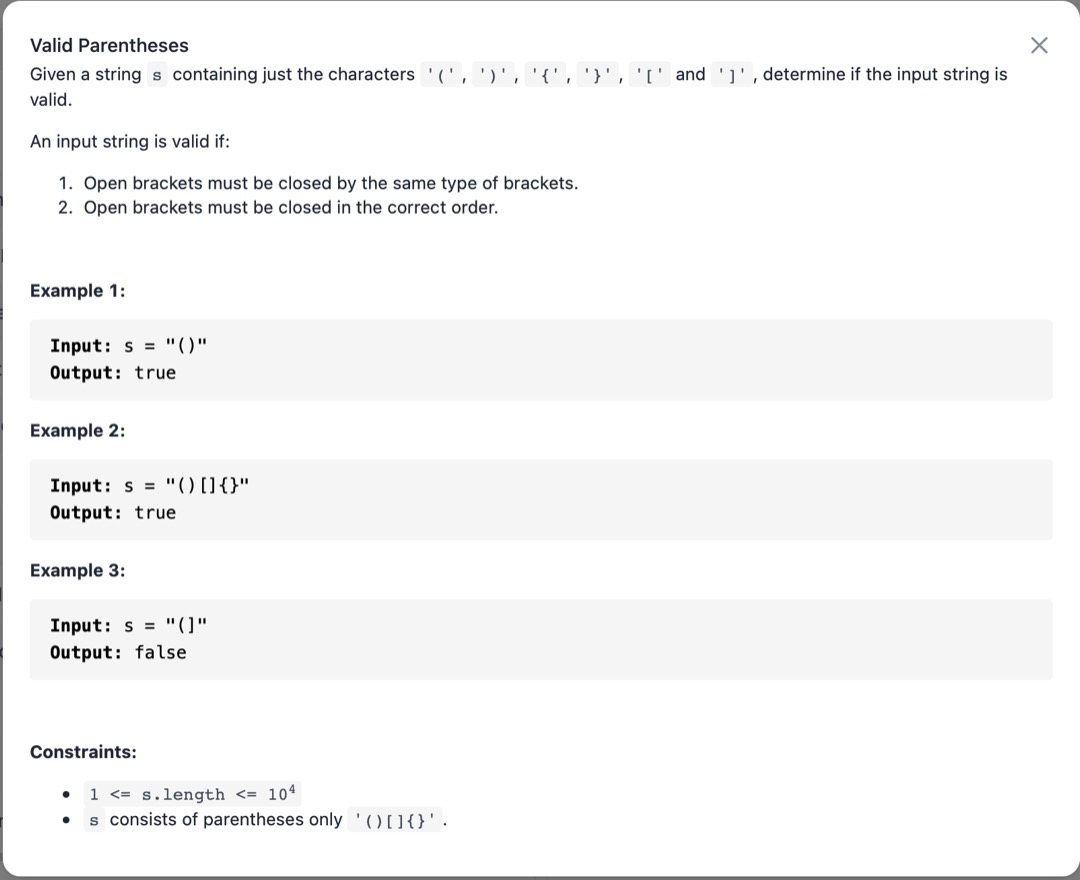 Valid Parentheses
Given a string s containing just the characters '(', ')', '{', '}', '[' and ']', determine if the input string is
valid.
An input string is valid if:
1. Open brackets must be closed by the same type of brackets.
2. Open brackets must be closed in the correct order.
Example 1:
Input: s = "()"
Output: true
Example 2:
Input: s = "()[]{}"
Output: true
Example 3:
Input: s = "(]"
Output: false
Constraints:
• 1 <= s.length <= 10⁴
• s consists of parentheses only '()[]{}'.